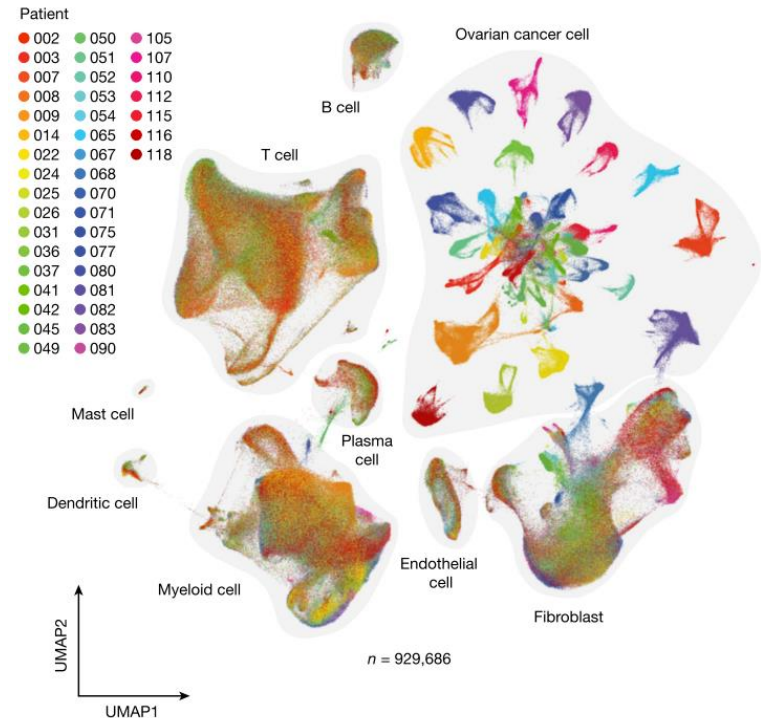 Patient
002 050 105
003 051 107
007 052 110
008 053 112
009 054 115
014 065 116
022 067 118
024 068
025 070
026 071
031 075
036 077
037 080
041 081
042 082
045 083
049 090
Ovarian cancer cell
B cell
T cell
Mast cell
Plasma
cell
Dendritic cell
Endothelial
cell
Myeloid cell
Fibroblast
n = 929,686
UMAP2
UMAP1